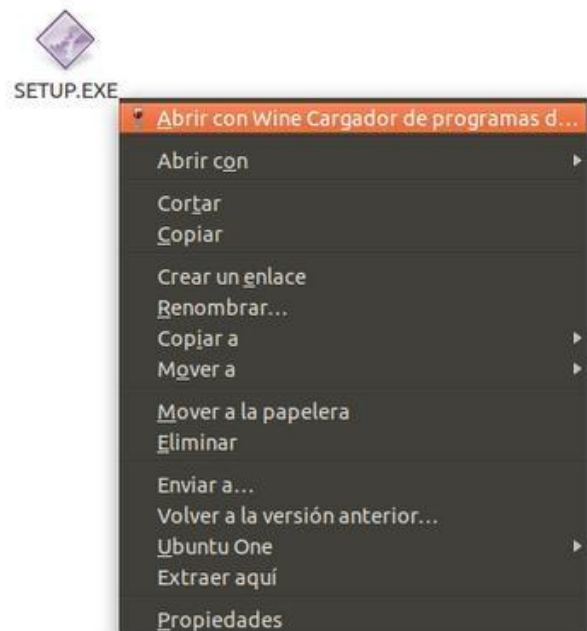 SETUP.EXE
Abrir con Wine Cargador de programas d...
Abrir con
Cortar
Copiar
Crear un enlace
Renombrar...
Copiar a
Mover a
Mover a la papelera
Eliminar
Enviar a...
Volver a la versión anterior...
Ubuntu One
Extraer aquí
Propiedades